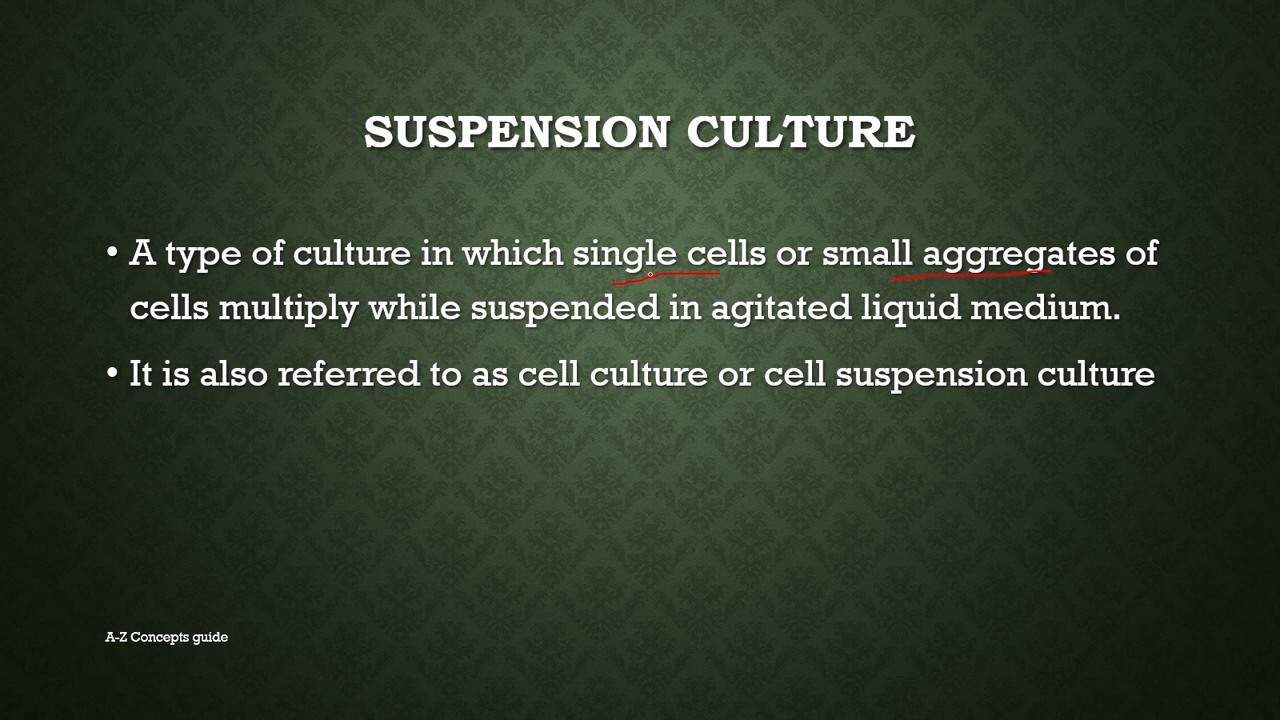 SUSPENSION CULTURE
• A type of culture in which single cells or small aggregates of
cells multiply while suspended in agitated liquid medium.
• It is also referred to as cell culture or cell suspension culture
A-Z Concepts guide